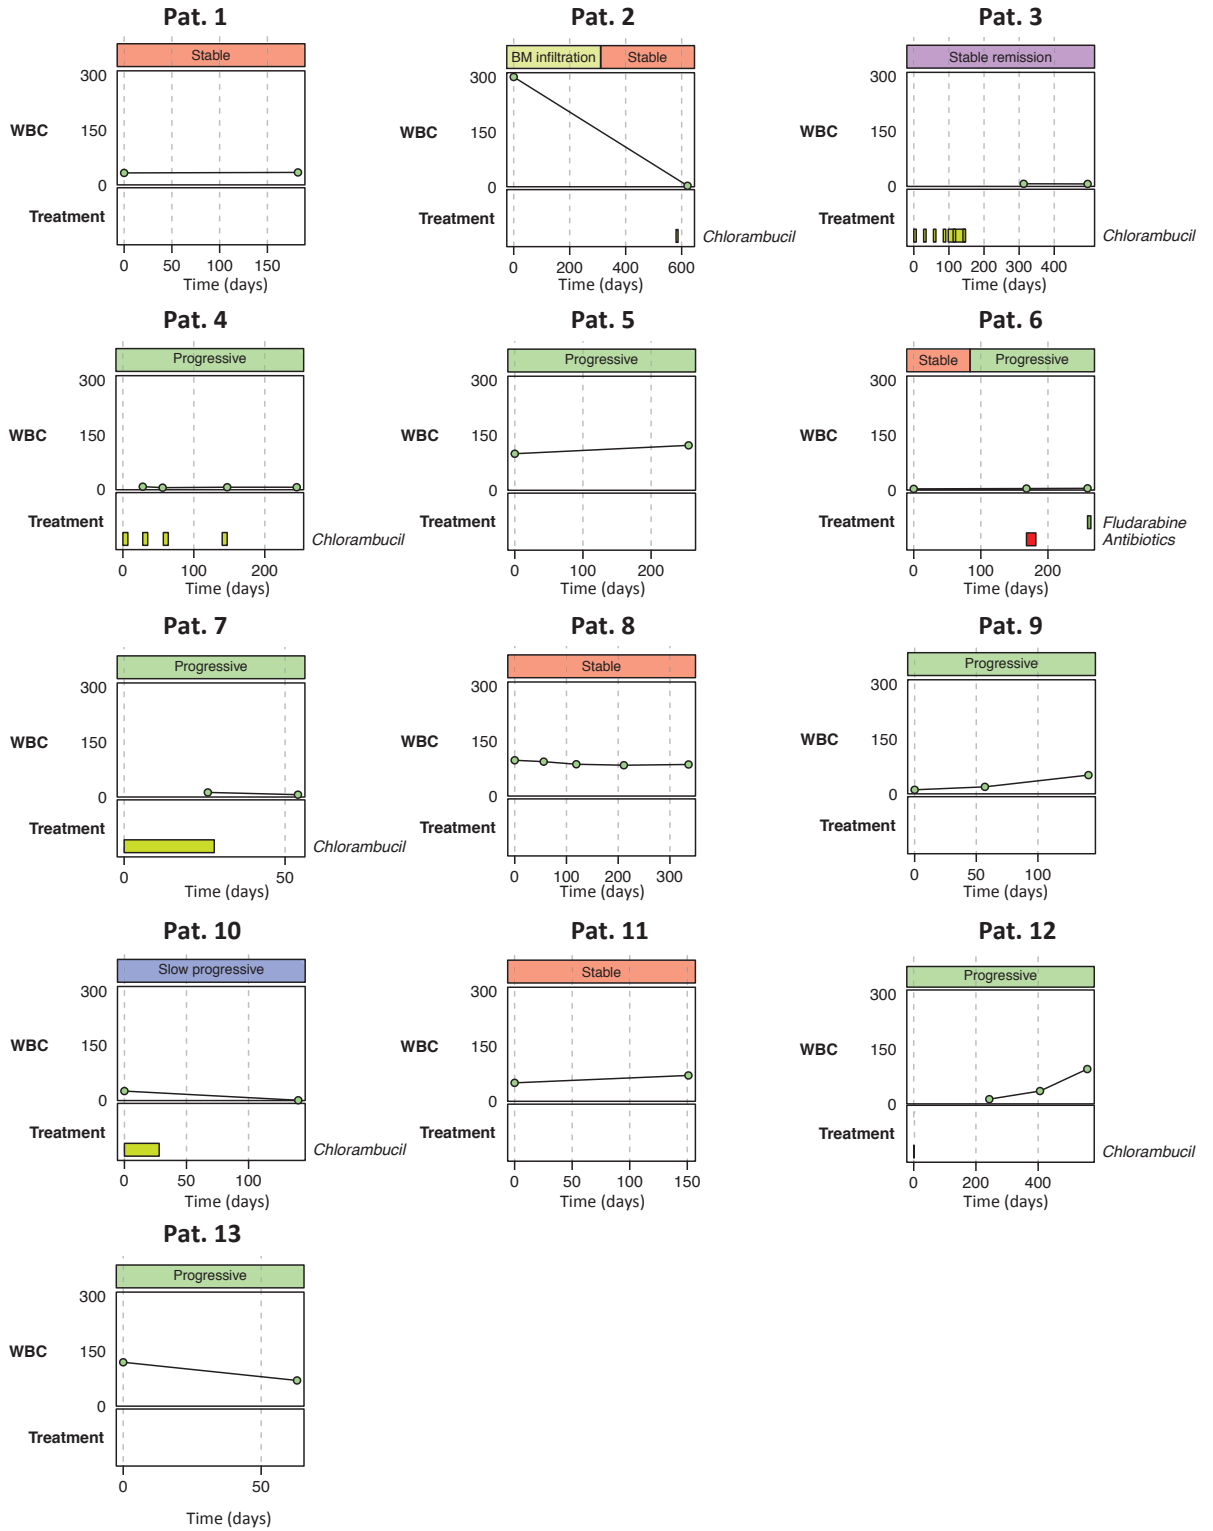 Pat. 1
Stable
300
WBC
150
0
Treatment
0 50 100 150
Time (days)
Pat. 2
BM infiltration Stable
300
WBC
150
0
Treatment
Chlorambucil
0 200 400 600
Time (days)
Pat. 3
Stable remission
300
WBC
150
0
Treatment
Chlorambucil
0 100 200 300 400
Time (days)
Pat. 4
Progressive
300
WBC
150
0
Treatment
Chlorambucil
0 100 200
Time (days)
Pat. 5
Progressive
300
WBC
150
0
Treatment
0 100 200
Time (days)
Pat. 6
Stable Progressive
300
WBC
150
0
Treatment
Fludarabine
Antibiotics
0 100 200
Time (days)
Pat. 7
Progressive
300
WBC
150
0
Treatment
Chlorambucil
0 50
Time (days)
Pat. 8
Stable
300
WBC
150
0
Treatment
0 100 200 300
Time (days)
Pat. 9
Progressive
300
WBC
150
0
Treatment
0 50 100
Time (days)
Pat. 10
Slow progressive
300
WBC
150
0
Treatment
Chlorambucil
0 50 100
Time (days)
Pat. 11
Stable
300
WBC
150
0
Treatment
0 50 100 150
Time (days)
Pat. 12
Progressive
300
WBC
150
0
Treatment
Chlorambucil
0 200 400
Time (days)
Pat. 13
Progressive
300
WBC
150
0
Treatment
0 50
Time (days)